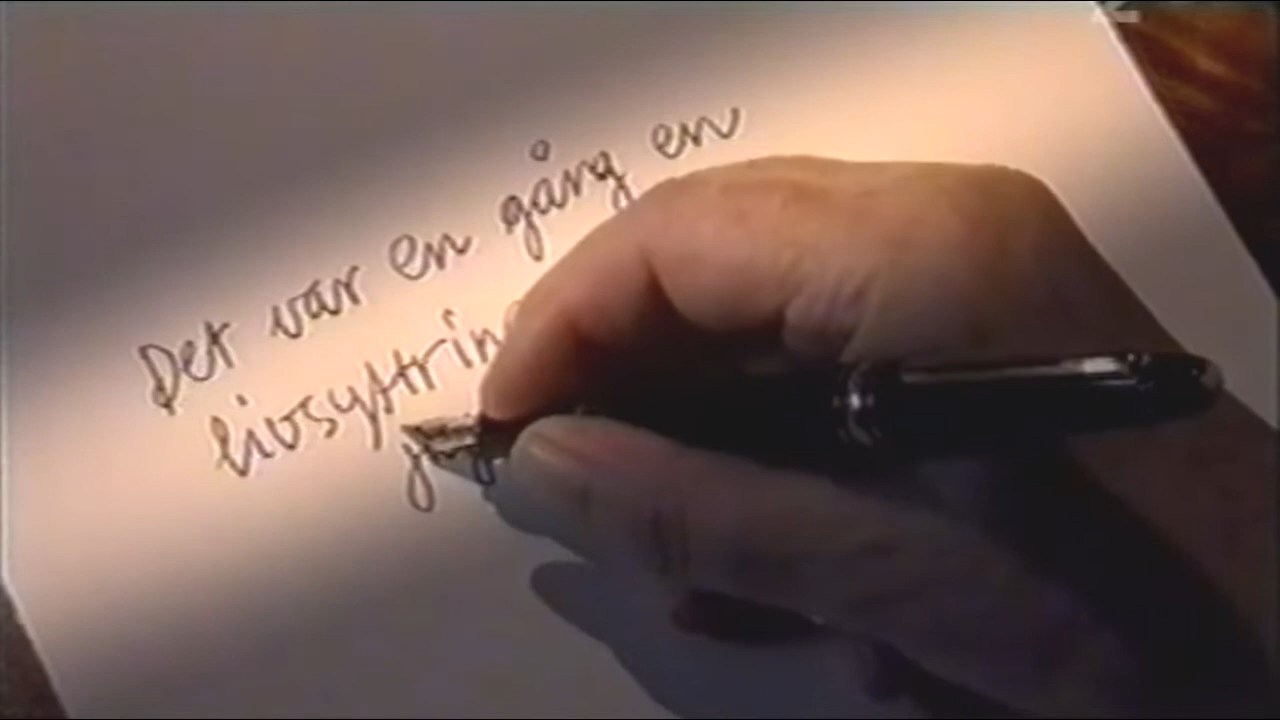 Det var en gång en
livsyttrin